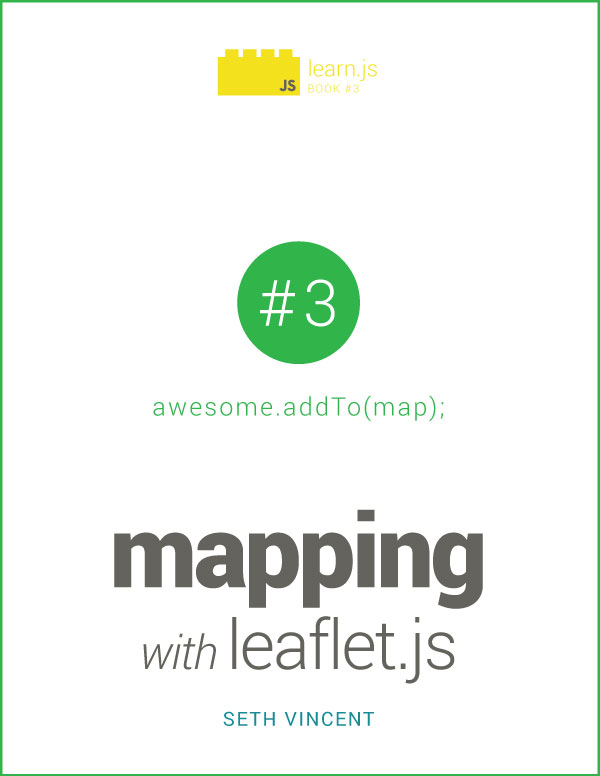 JS
learn.js
BOOK #3
#3
awesome.addTo(map);
mapping
with leaflet.js
SETH VINCENT